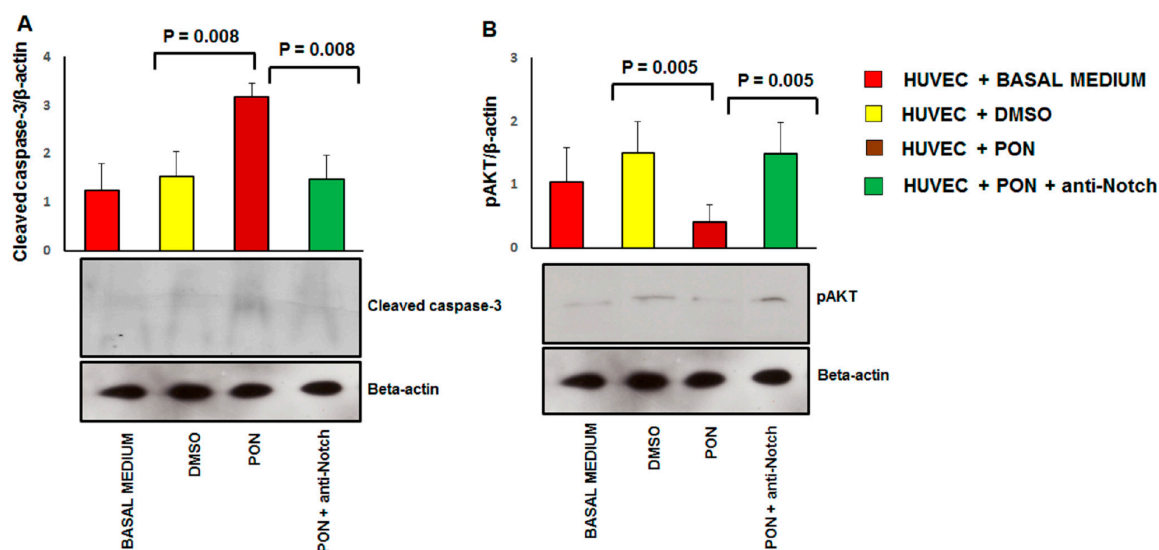 A
Cleaved caspase-3/β-actin
4
3
2
1
0
P = 0.008
P = 0.008
Cleaved caspase-3
Beta-actin
BASAL MEDIUM
DMSO
PON
PON + anti-Notch
B
pAKT/β-actin
3
2
1
0
P = 0.005
P = 0.005
pAKT
Beta-actin
BASAL MEDIUM
DMSO
PON
PON + anti-Notch
HUVEC + BASAL MEDIUM
HUVEC + DMSO
HUVEC + PON
HUVEC + PON + anti-Notch